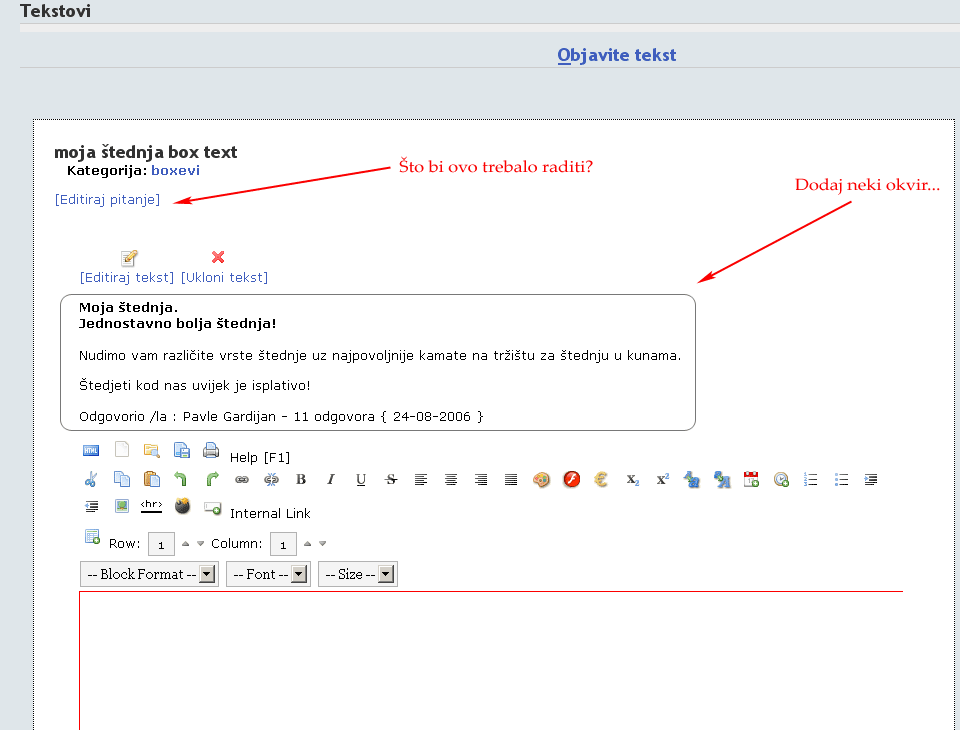 Tekstovi
Objavite tekst
moja štednja box text
Kategorija: boxevi
Što bi ovo trebalo raditi?
Dodaj neki okvir...
[Editiraj pitanje]
[Editiraj tekst] [Ukloni tekst]
Moja štednja.
Jednostavno bolja štednja!
Nudimo vam različite vrste štednje uz najpovoljnije kamate na tržištu za štednju u kunama.
Štedjeti kod nas uvijek je isplativo!
Odgovorio /la : Pavle Gardijan - 11 odgovora { 24-08-2006 }
HTML Help [F1]
B I U S x₂ x²
<hr> Internal Link
Row: 1 Column: 1
-- Block Format -- -- Font -- -- Size --